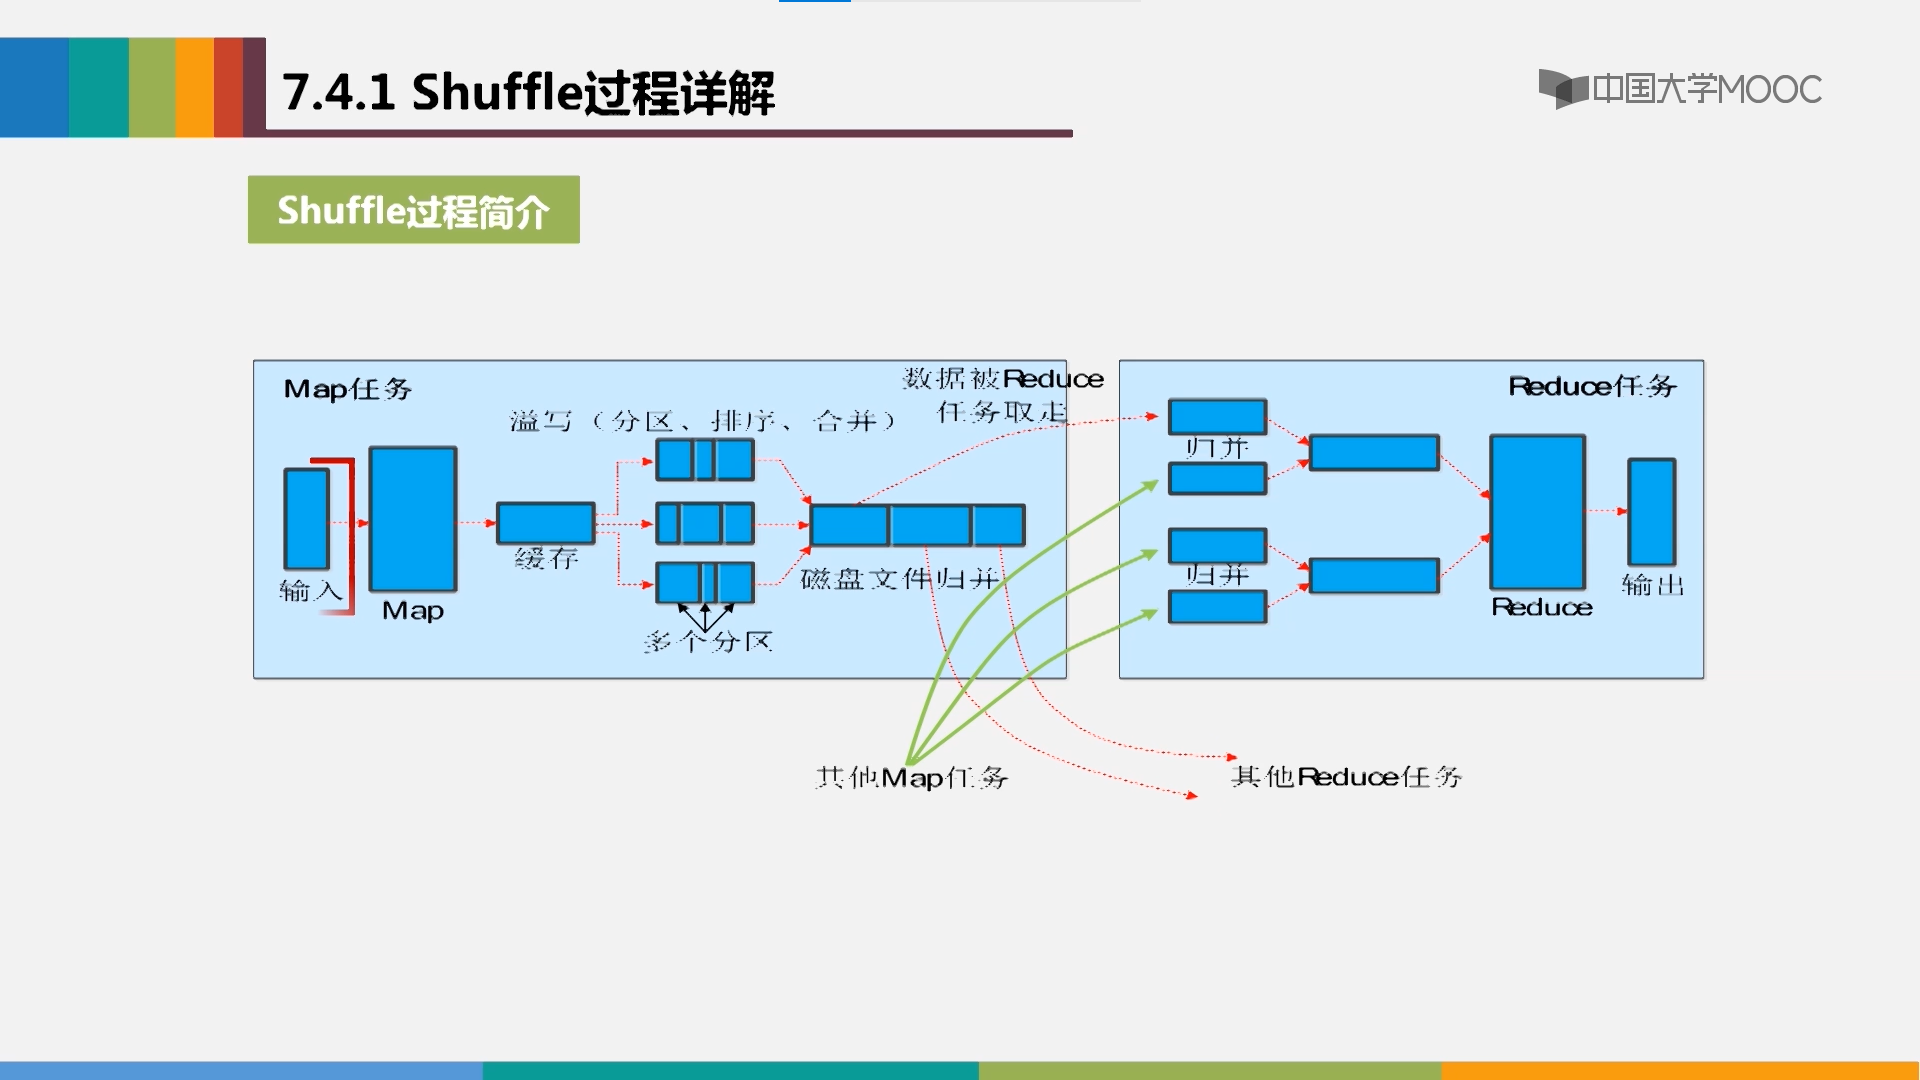 7.4.1 Shuffle过程详解
中国大学MOOC
Shuffle过程简介
Map任务
数据被Reduce
任务取走
溢写（分区、排序、合并）
输入
Map
缓存
多个分区
磁盘文件归并
Reduce任务
归并
归并
Reduce
输出
其他Map任务
其他Reduce任务